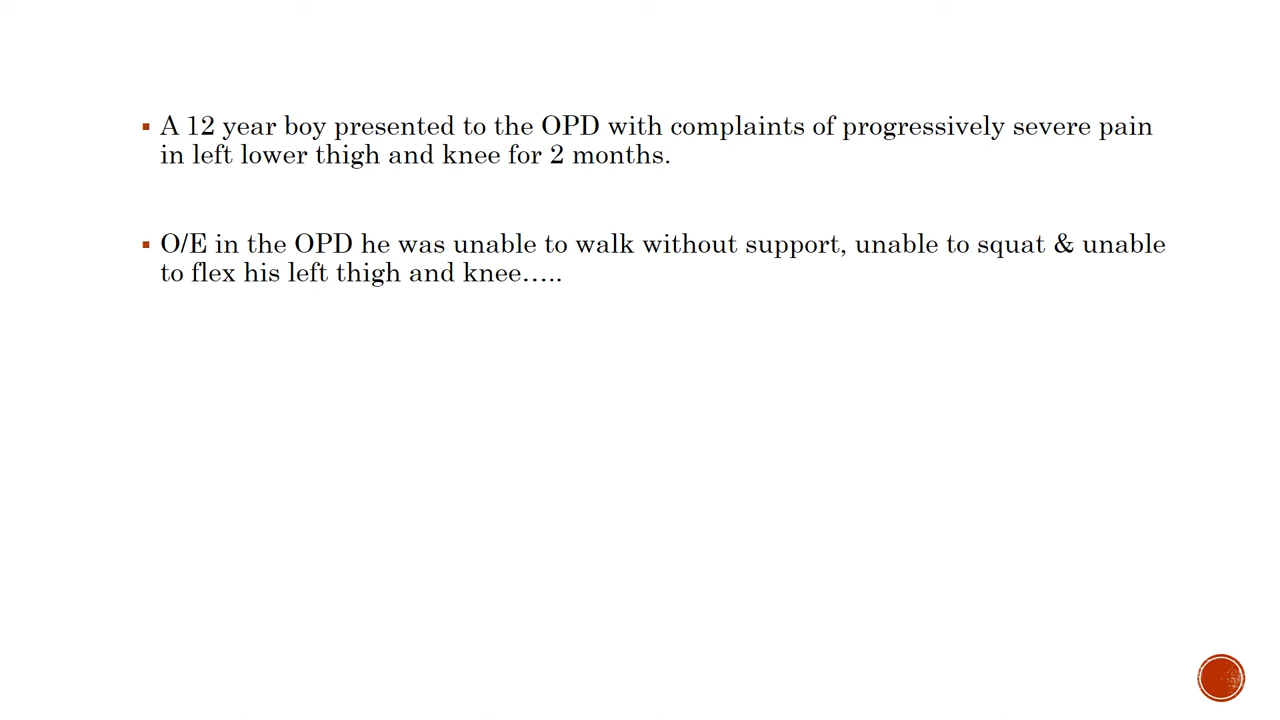 ▪ A 12 year boy presented to the OPD with complaints of progressively severe pain
in left lower thigh and knee for 2 months.
▪ O/E in the OPD he was unable to walk without support, unable to squat & unable
to flex his left thigh and knee…..